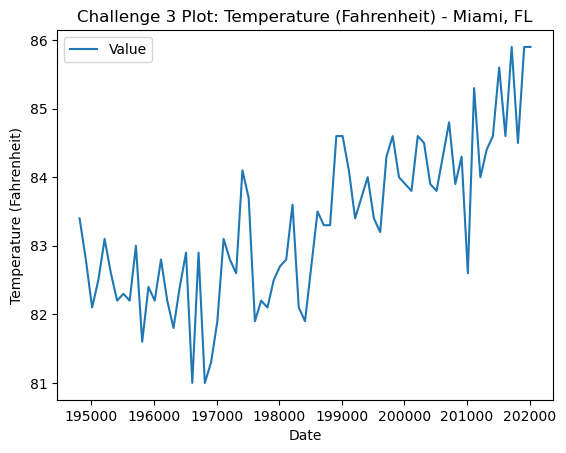 Challenge 3 Plot: Temperature (Fahrenheit) - Miami, FL
Value
86
85
84
83
82
81
Temperature (Fahrenheit)
195000 196000 197000 198000 199000 200000 201000 202000
Date